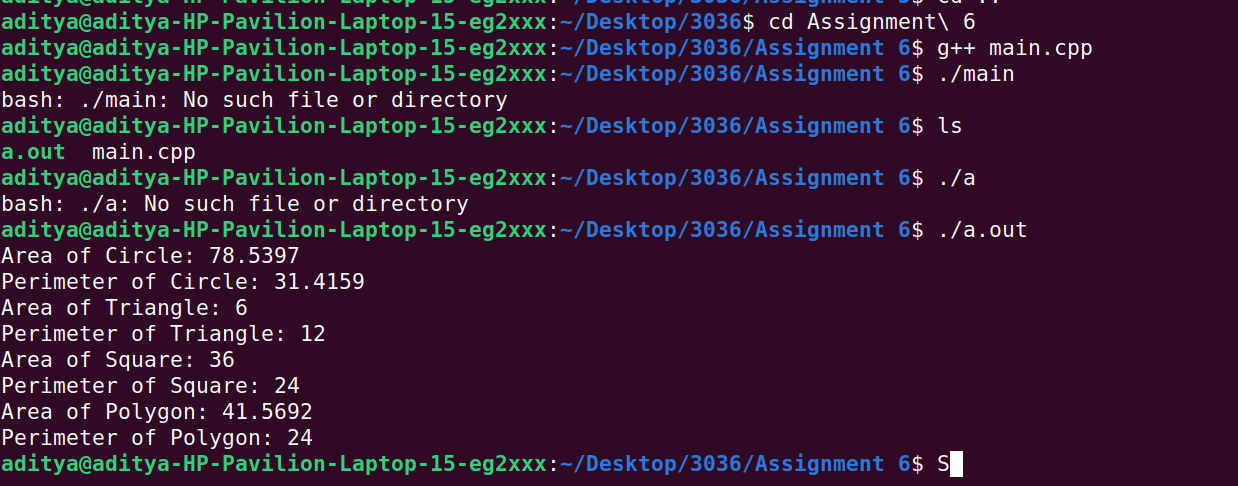 aditya@aditya-HP-Pavilion-Laptop-15-eg2xxx:~/Desktop/3036$ cd Assignment\ 6
aditya@aditya-HP-Pavilion-Laptop-15-eg2xxx:~/Desktop/3036/Assignment 6$ g++ main.cpp
aditya@aditya-HP-Pavilion-Laptop-15-eg2xxx:~/Desktop/3036/Assignment 6$ ./main
bash: ./main: No such file or directory
aditya@aditya-HP-Pavilion-Laptop-15-eg2xxx:~/Desktop/3036/Assignment 6$ ls
a.out  main.cpp
aditya@aditya-HP-Pavilion-Laptop-15-eg2xxx:~/Desktop/3036/Assignment 6$ ./a
bash: ./a: No such file or directory
aditya@aditya-HP-Pavilion-Laptop-15-eg2xxx:~/Desktop/3036/Assignment 6$ ./a.out
Area of Circle: 78.5397
Perimeter of Circle: 31.4159
Area of Triangle: 6
Perimeter of Triangle: 12
Area of Square: 36
Perimeter of Square: 24
Area of Polygon: 41.5692
Perimeter of Polygon: 24
aditya@aditya-HP-Pavilion-Laptop-15-eg2xxx:~/Desktop/3036/Assignment 6$ S